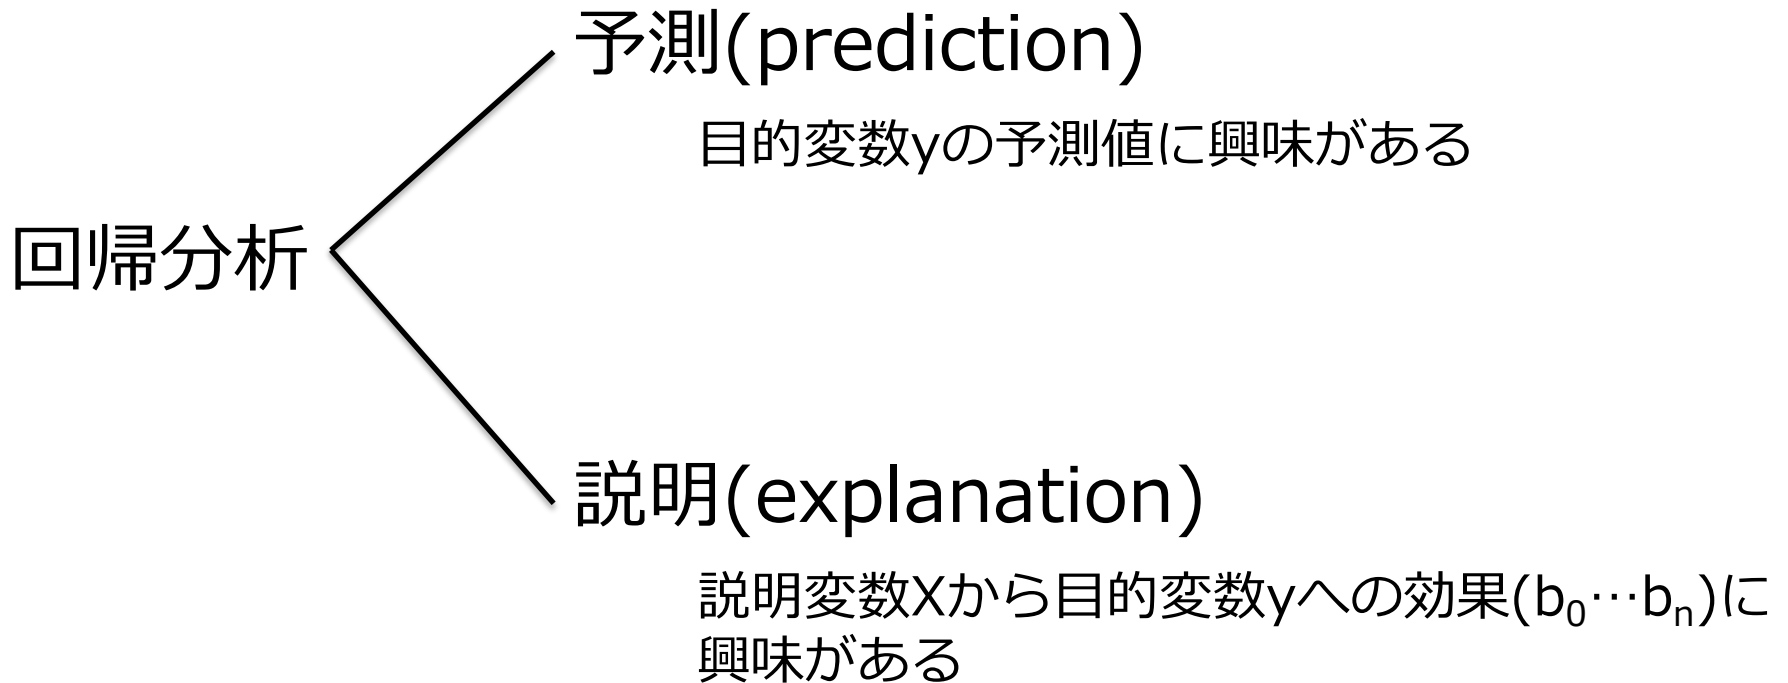 予測(prediction)
目的変数yの予測値に興味がある
回帰分析
説明(explanation)
説明変数Xから目的変数yへの効果(b₀…bₙ)に
興味がある